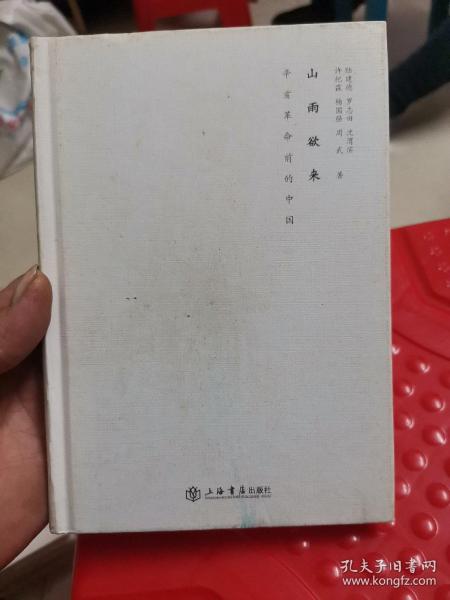 陆建德 罗志田 沈渭滨
许纪霖 杨国强 周武 著
山雨欲来
辛亥革命前的中国
上海书店出版社
孔夫子旧书网
www.kongfz.com